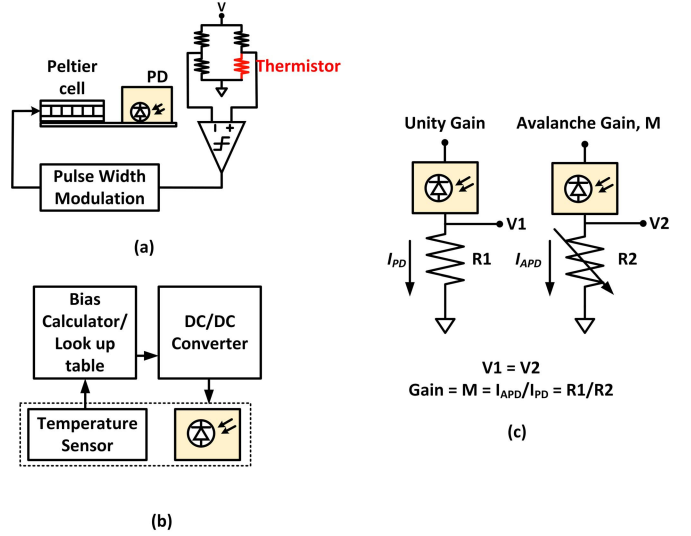 V
Thermistor
Peltier
cell
PD
− +
Pulse Width
Modulation
(a)
Bias
Calculator/
Look up
table
DC/DC
Converter
Temperature
Sensor
(b)
Unity Gain
Avalanche Gain, M
V1
V2
I_PD
R1
I_APD
R2
V1 = V2
Gain = M = I_APD/I_PD = R1/R2
(c)